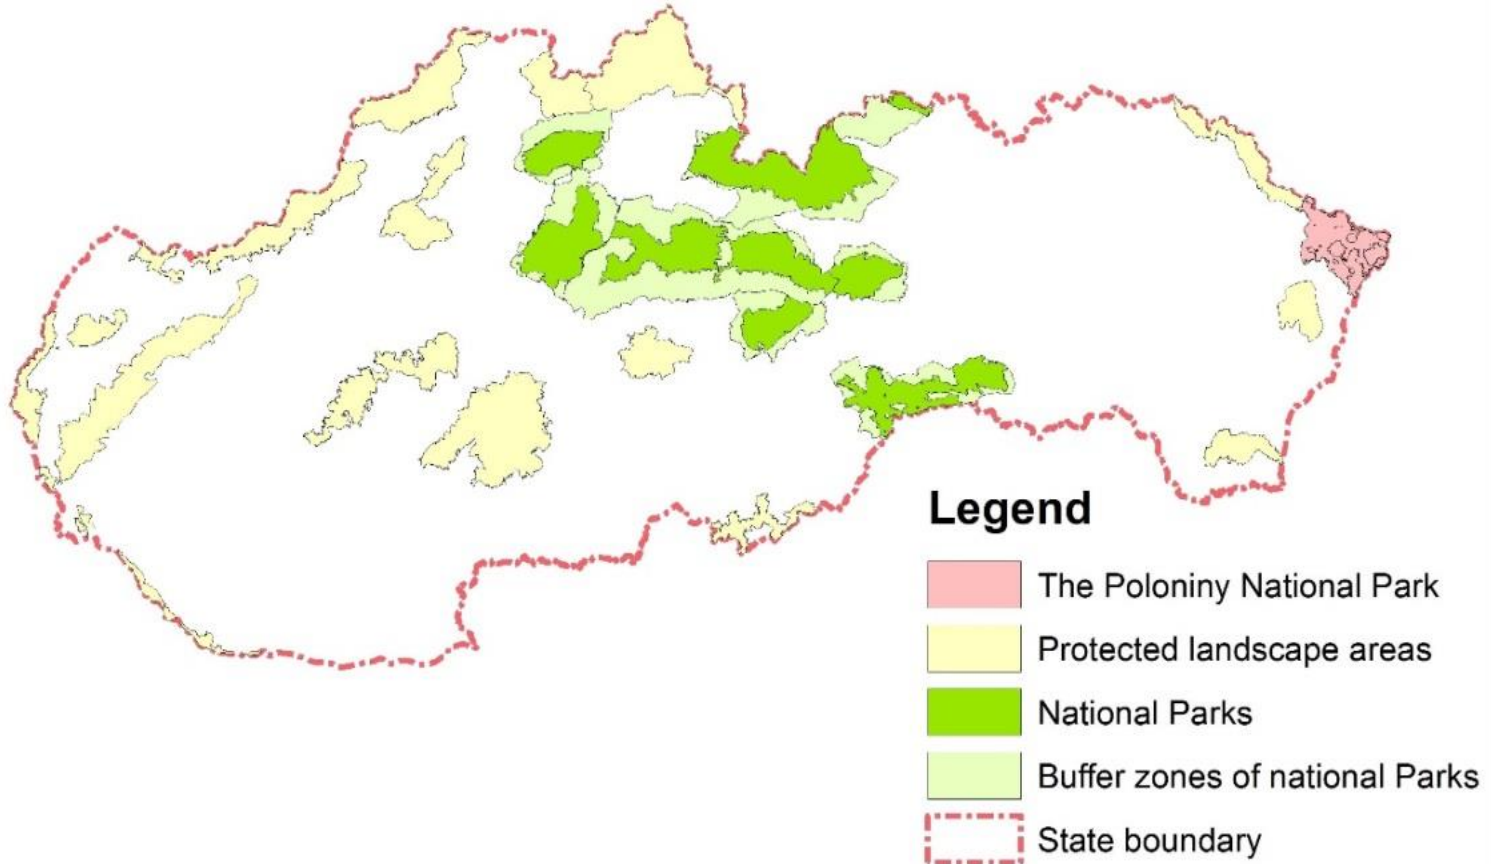 Legend
The Poloniny National Park
Protected landscape areas
National Parks
Buffer zones of national Parks
State boundary